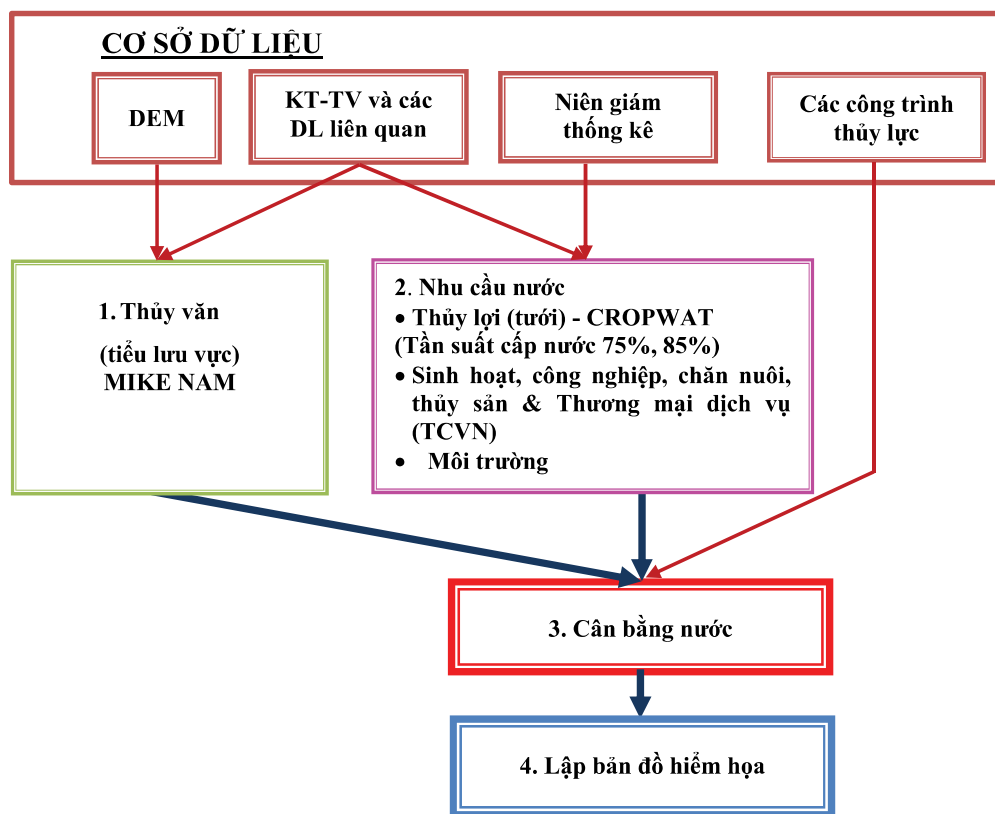 CƠ SỞ DỮ LIỆU
DEM
KT-TV và các
DL liên quan
Niên giám
thống kê
Các công trình
thủy lực
1. Thủy văn
(tiểu lưu vực)
MIKE NAM
2. Nhu cầu nước
• Thủy lợi (tưới) - CROPWAT
(Tần suất cấp nước 75%, 85%)
• Sinh hoạt, công nghiệp, chăn nuôi,
thủy sản & Thương mại dịch vụ
(TCVN)
• Môi trường
3. Cân bằng nước
4. Lập bản đồ hiểm họa